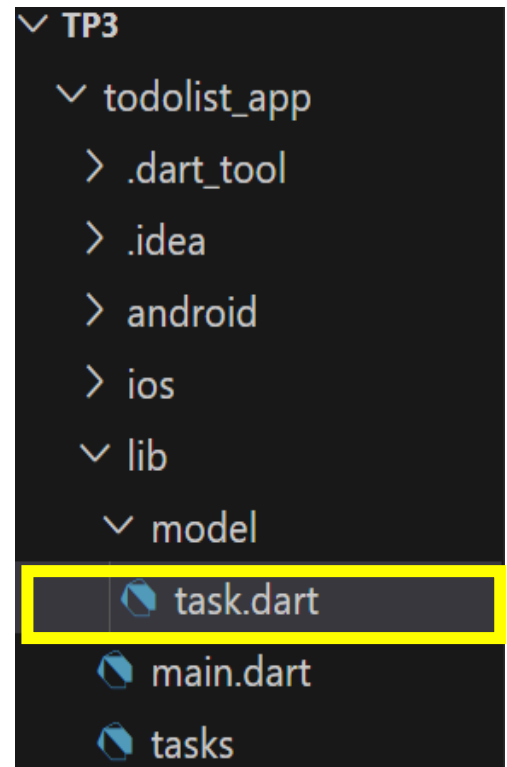 TP3
todolist_app
.dart_tool
.idea
android
ios
lib
model
task.dart
main.dart
tasks